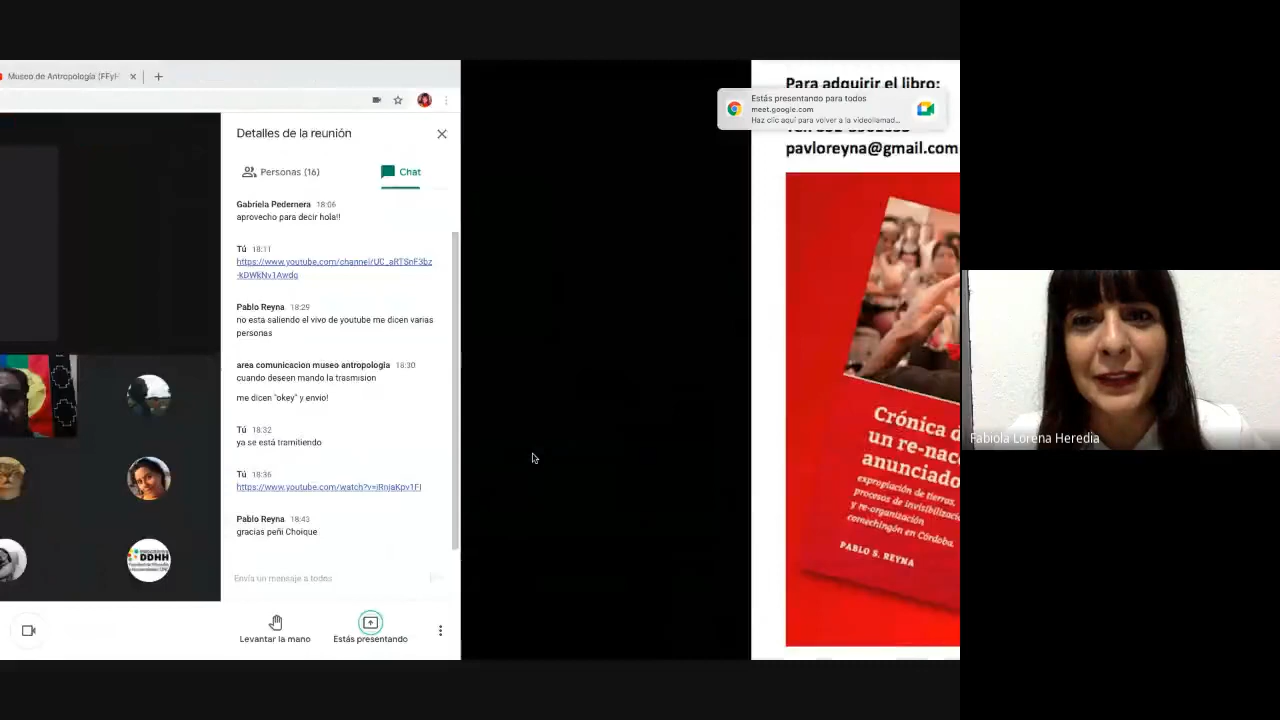 Museo de Antropología (FFyH
Detalles de la reunión
Personas (16)
Chat
Gabriela Pedernera 18:06
aprovecho para decir hola!!
Tú 18:11
https://www.youtube.com/channel/UC_aRTSnF3bz
-kDWkNv1Awdg
Pablo Reyna 18:29
no esta saliendo el vivo de youtube me dicen varias
personas
area comunicacion museo antropologia 18:30
cuando deseen mando la trasmision
me dicen "okey" y envio!
Tú 18:32
ya se está tramitiendo
Tú 18:36
https://www.youtube.com/watch?v=jRnjaKpv1FI
Pablo Reyna 18:43
gracias peñi Choique
Envía un mensaje a todos
Levantar la mano
Estás presentando
DDHH
Para adquirir el libro:
Estás presentando para todos
meet.google.com
Haz clic aquí para volver a la videollamad...
pavloreyna@gmail.com
Crónica d
un re-nac
anunciado
expropiación de tierras,
procesos de invisibilizació
y re-organización
comechingón en Córdoba.
PABLO S. REYNA
Fabiola Lorena Heredia